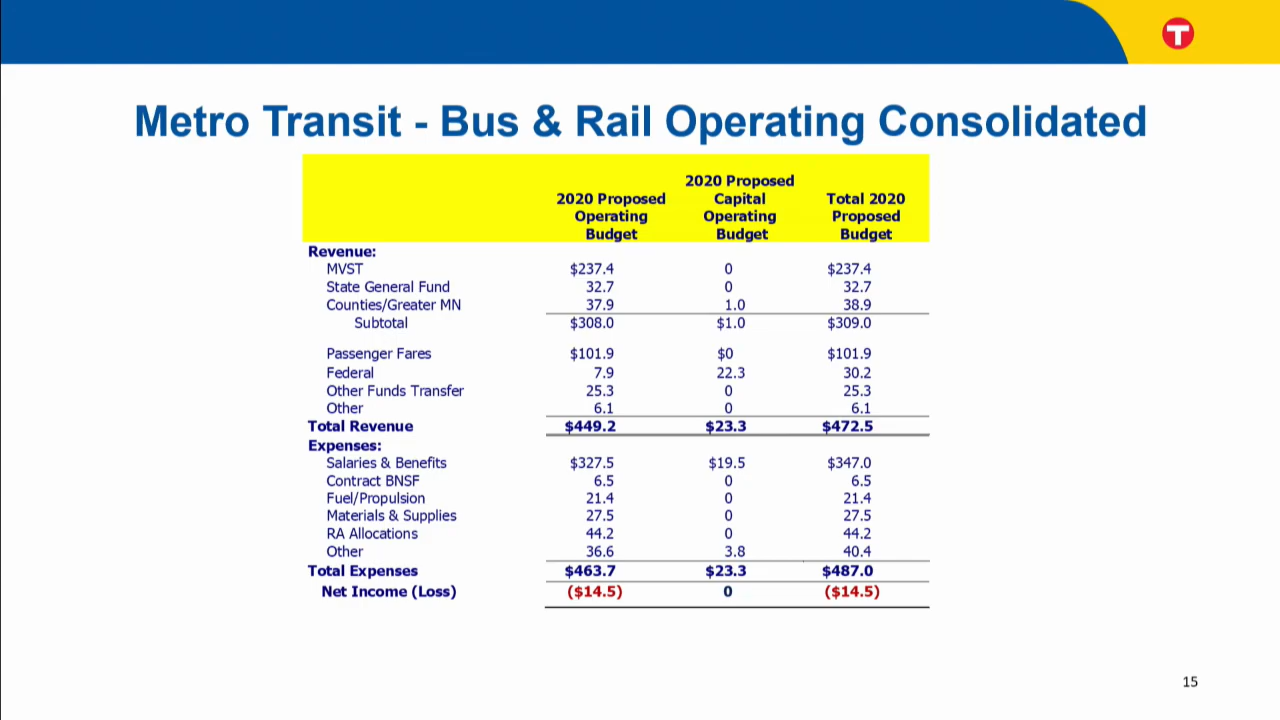 T
Metro Transit - Bus & Rail Operating Consolidated
2020 Proposed Operating Budget 2020 Proposed Capital Operating Budget Total 2020 Proposed Budget
Revenue:
MVST $237.4 0 $237.4
State General Fund 32.7 0 32.7
Counties/Greater MN 37.9 1.0 38.9
Subtotal $308.0 $1.0 $309.0
Passenger Fares $101.9 $0 $101.9
Federal 7.9 22.3 30.2
Other Funds Transfer 25.3 0 25.3
Other 6.1 0 6.1
Total Revenue $449.2 $23.3 $472.5
Expenses:
Salaries & Benefits $327.5 $19.5 $347.0
Contract BNSF 6.5 0 6.5
Fuel/Propulsion 21.4 0 21.4
Materials & Supplies 27.5 0 27.5
RA Allocations 44.2 0 44.2
Other 36.6 3.8 40.4
Total Expenses $463.7 $23.3 $487.0
Net Income (Loss) ($14.5) 0 ($14.5)
15